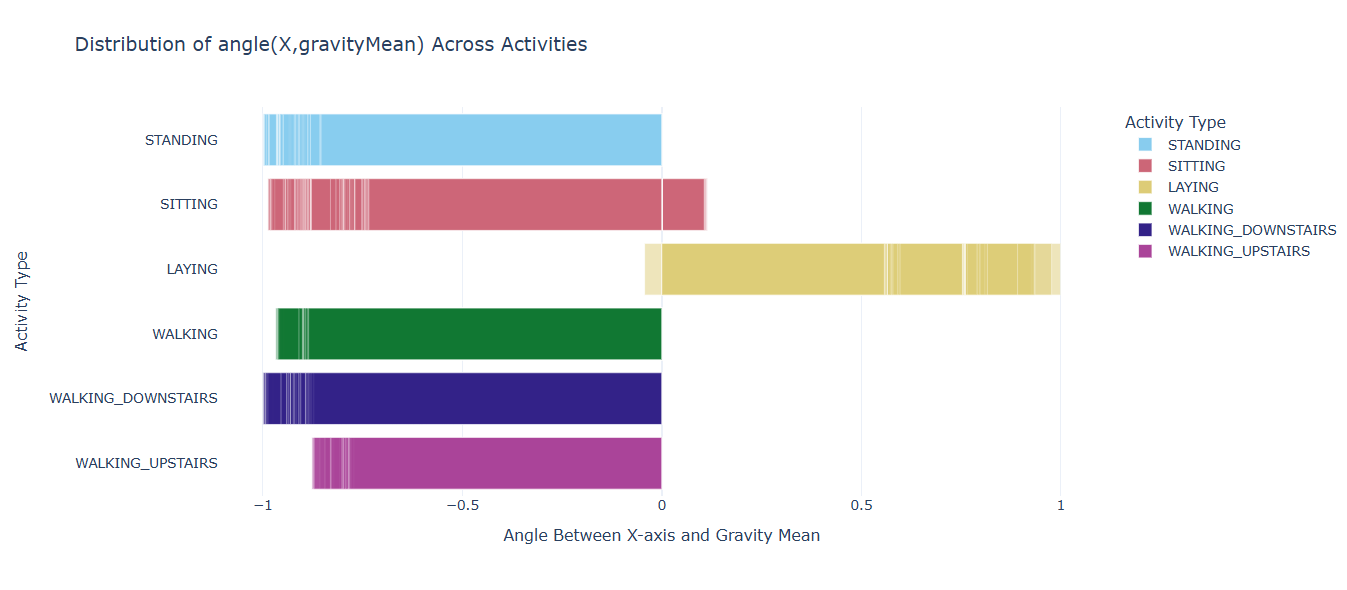 Distribution of angle(X,gravityMean) Across Activities
Activity Type
STANDING
SITTING
LAYING
WALKING
WALKING_DOWNSTAIRS
WALKING_UPSTAIRS
−1
−0.5
0
0.5
1
Angle Between X-axis and Gravity Mean
Activity Type
STANDING
SITTING
LAYING
WALKING
WALKING_DOWNSTAIRS
WALKING_UPSTAIRS